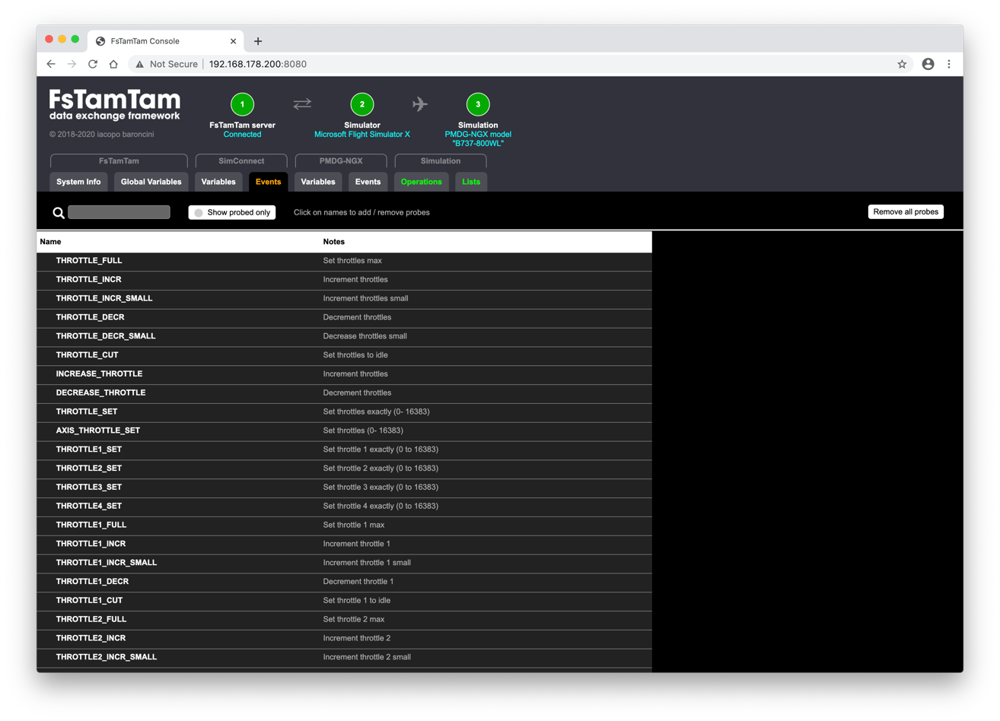 FsTamTam Console
Not Secure | 192.168.178.200:8080
FsTamTam
data exchange framework
© 2018-2020 iacopo baroncini
1
FsTamTam server
Connected
2
Simulator
Microsoft Flight Simulator X
3
Simulation
PMDG-NGX model
"B737-800WL"
FsTamTam SimConnect PMDG-NGX Simulation
System Info Global Variables Variables Events Variables Events Operations Lists
Show probed only Click on names to add / remove probes Remove all probes
Name Notes
THROTTLE_FULL Set throttles max
THROTTLE_INCR Increment throttles
THROTTLE_INCR_SMALL Increment throttles small
THROTTLE_DECR Decrement throttles
THROTTLE_DECR_SMALL Decrease throttles small
THROTTLE_CUT Set throttles to idle
INCREASE_THROTTLE Increment throttles
DECREASE_THROTTLE Decrement throttles
THROTTLE_SET Set throttles exactly (0- 16383)
AXIS_THROTTLE_SET Set throttles (0- 16383)
THROTTLE1_SET Set throttle 1 exactly (0 to 16383)
THROTTLE2_SET Set throttle 2 exactly (0 to 16383)
THROTTLE3_SET Set throttle 3 exactly (0 to 16383)
THROTTLE4_SET Set throttle 4 exactly (0 to 16383)
THROTTLE1_FULL Set throttle 1 max
THROTTLE1_INCR Increment throttle 1
THROTTLE1_INCR_SMALL Increment throttle 1 small
THROTTLE1_DECR Decrement throttle 1
THROTTLE1_CUT Set throttle 1 to idle
THROTTLE2_FULL Set throttle 2 max
THROTTLE2_INCR Increment throttle 2
THROTTLE2_INCR_SMALL Increment throttle 2 small